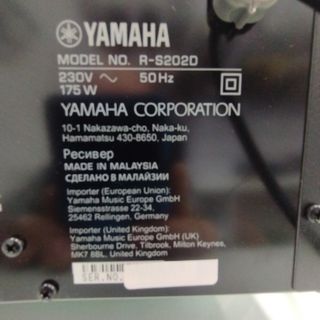 YAMAHA
MODEL NO. R-S202D
230V ~ 50Hz
175 W
YAMAHA CORPORATION
10-1 Nakazawa-cho, Naka-ku,
Hamamatsu 430-8650, Japan
Ресивер
MADE IN MALAYSIA
СДЕЛАНО В МАЛАЙЗИИ
Importer (European Union):
Yamaha Music Europe GmbH
Siemensstrasse 22-34,
25462 Rellingen, Germany
Importer (United Kingdom):
Yamaha Music Europe GmbH (UK)
Sherbourne Drive, Tilbrook, Milton Keynes,
MK7 8BL, United Kingdom
SER.NO.